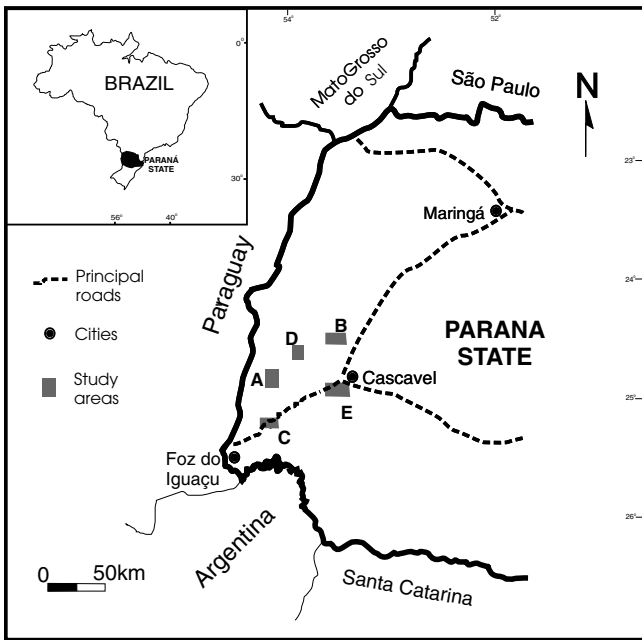 54°
52°
0°
BRAZIL
PARANÁ
STATE
30°
56°
40°
MatoGrosso
do Sul
São Paulo
N
23°
Maringá
24°
Paraguay
Principal
roads
Cities
Study
areas
B
D
PARANA
STATE
A
Cascavel
25°
E
C
Foz do
Iguaçu
26°
Argentina
0 50km
Santa Catarina